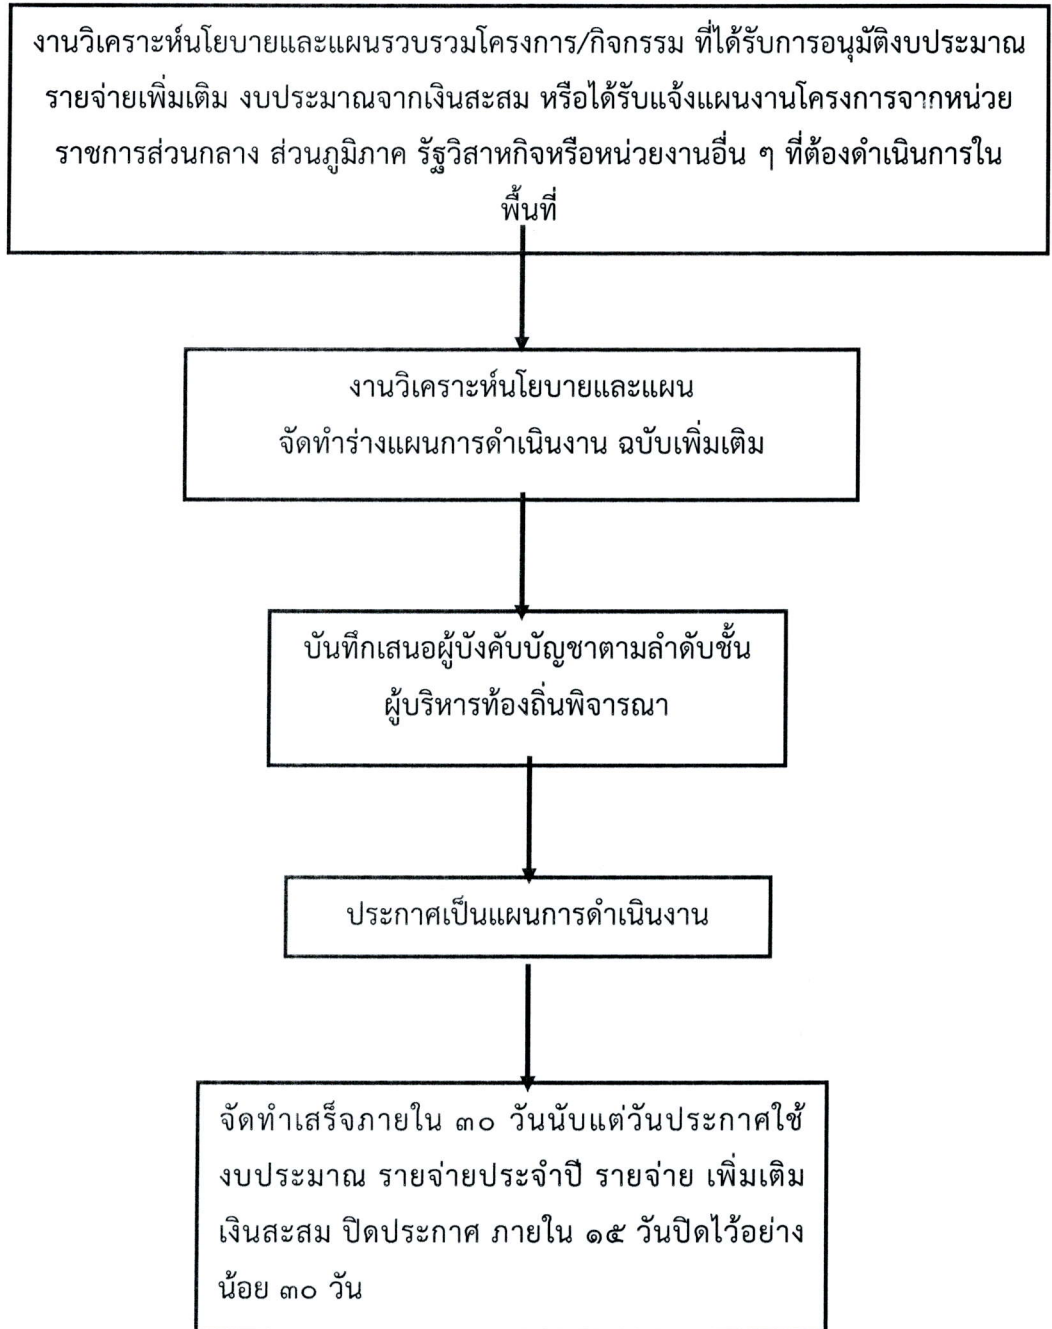 งานวิเคราะห์นโยบายและแผนรวบรวมโครงการ/กิจกรรม ที่ได้รับการอนุมัติงบประมาณ
รายจ่ายเพิ่มเติม งบประมาณจากเงินสะสม หรือได้รับแจ้งแผนงานโครงการจากหน่วย
ราชการส่วนกลาง ส่วนภูมิภาค รัฐวิสาหกิจหรือหน่วยงานอื่น ๆ ที่ต้องดำเนินการใน
พื้นที่
งานวิเคราะห์นโยบายและแผน
จัดทำร่างแผนการดำเนินงาน ฉบับเพิ่มเติม
บันทึกเสนอผู้บังคับบัญชาตามลำดับชั้น
ผู้บริหารท้องถิ่นพิจารณา
ประกาศเป็นแผนการดำเนินงาน
จัดทำเสร็จภายใน ๓๐ วันนับแต่วันประกาศใช้
งบประมาณ รายจ่ายประจำปี รายจ่าย เพิ่มเติม
เงินสะสม ปิดประกาศ ภายใน ๑๕ วันปิดไว้อย่าง
น้อย ๓๐ วัน